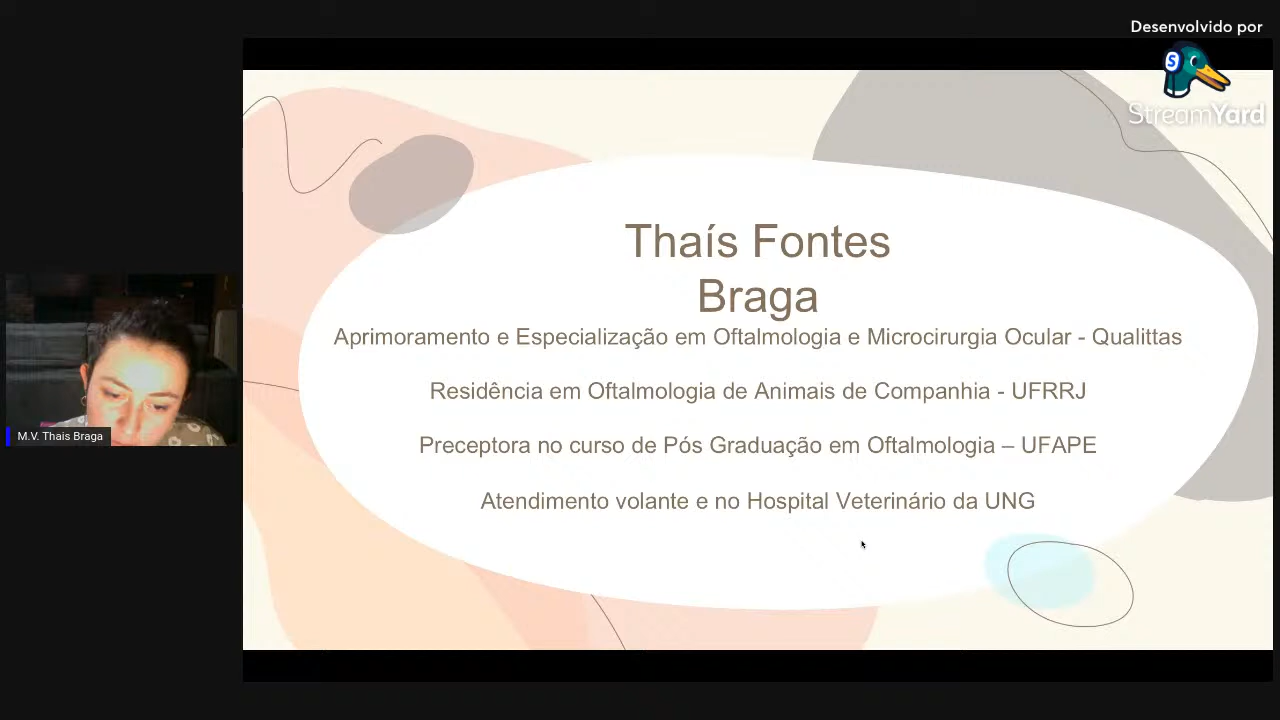 Desenvolvido por
StreamYard
Thaís Fontes
Braga
Aprimoramento e Especialização em Oftalmologia e Microcirurgia Ocular - Qualittas
Residência em Oftalmologia de Animais de Companhia - UFRRJ
Preceptora no curso de Pós Graduação em Oftalmologia – UFAPE
Atendimento volante e no Hospital Veterinário da UNG
M.V. Thais Braga